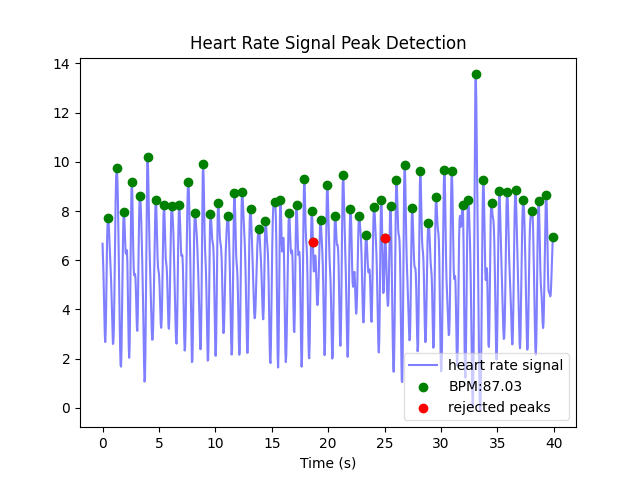 Heart Rate Signal Peak Detection
14
12
10
8
6
4
2
0
heart rate signal
BPM:87.03
rejected peaks
0 5 10 15 20 25 30 35 40
Time (s)